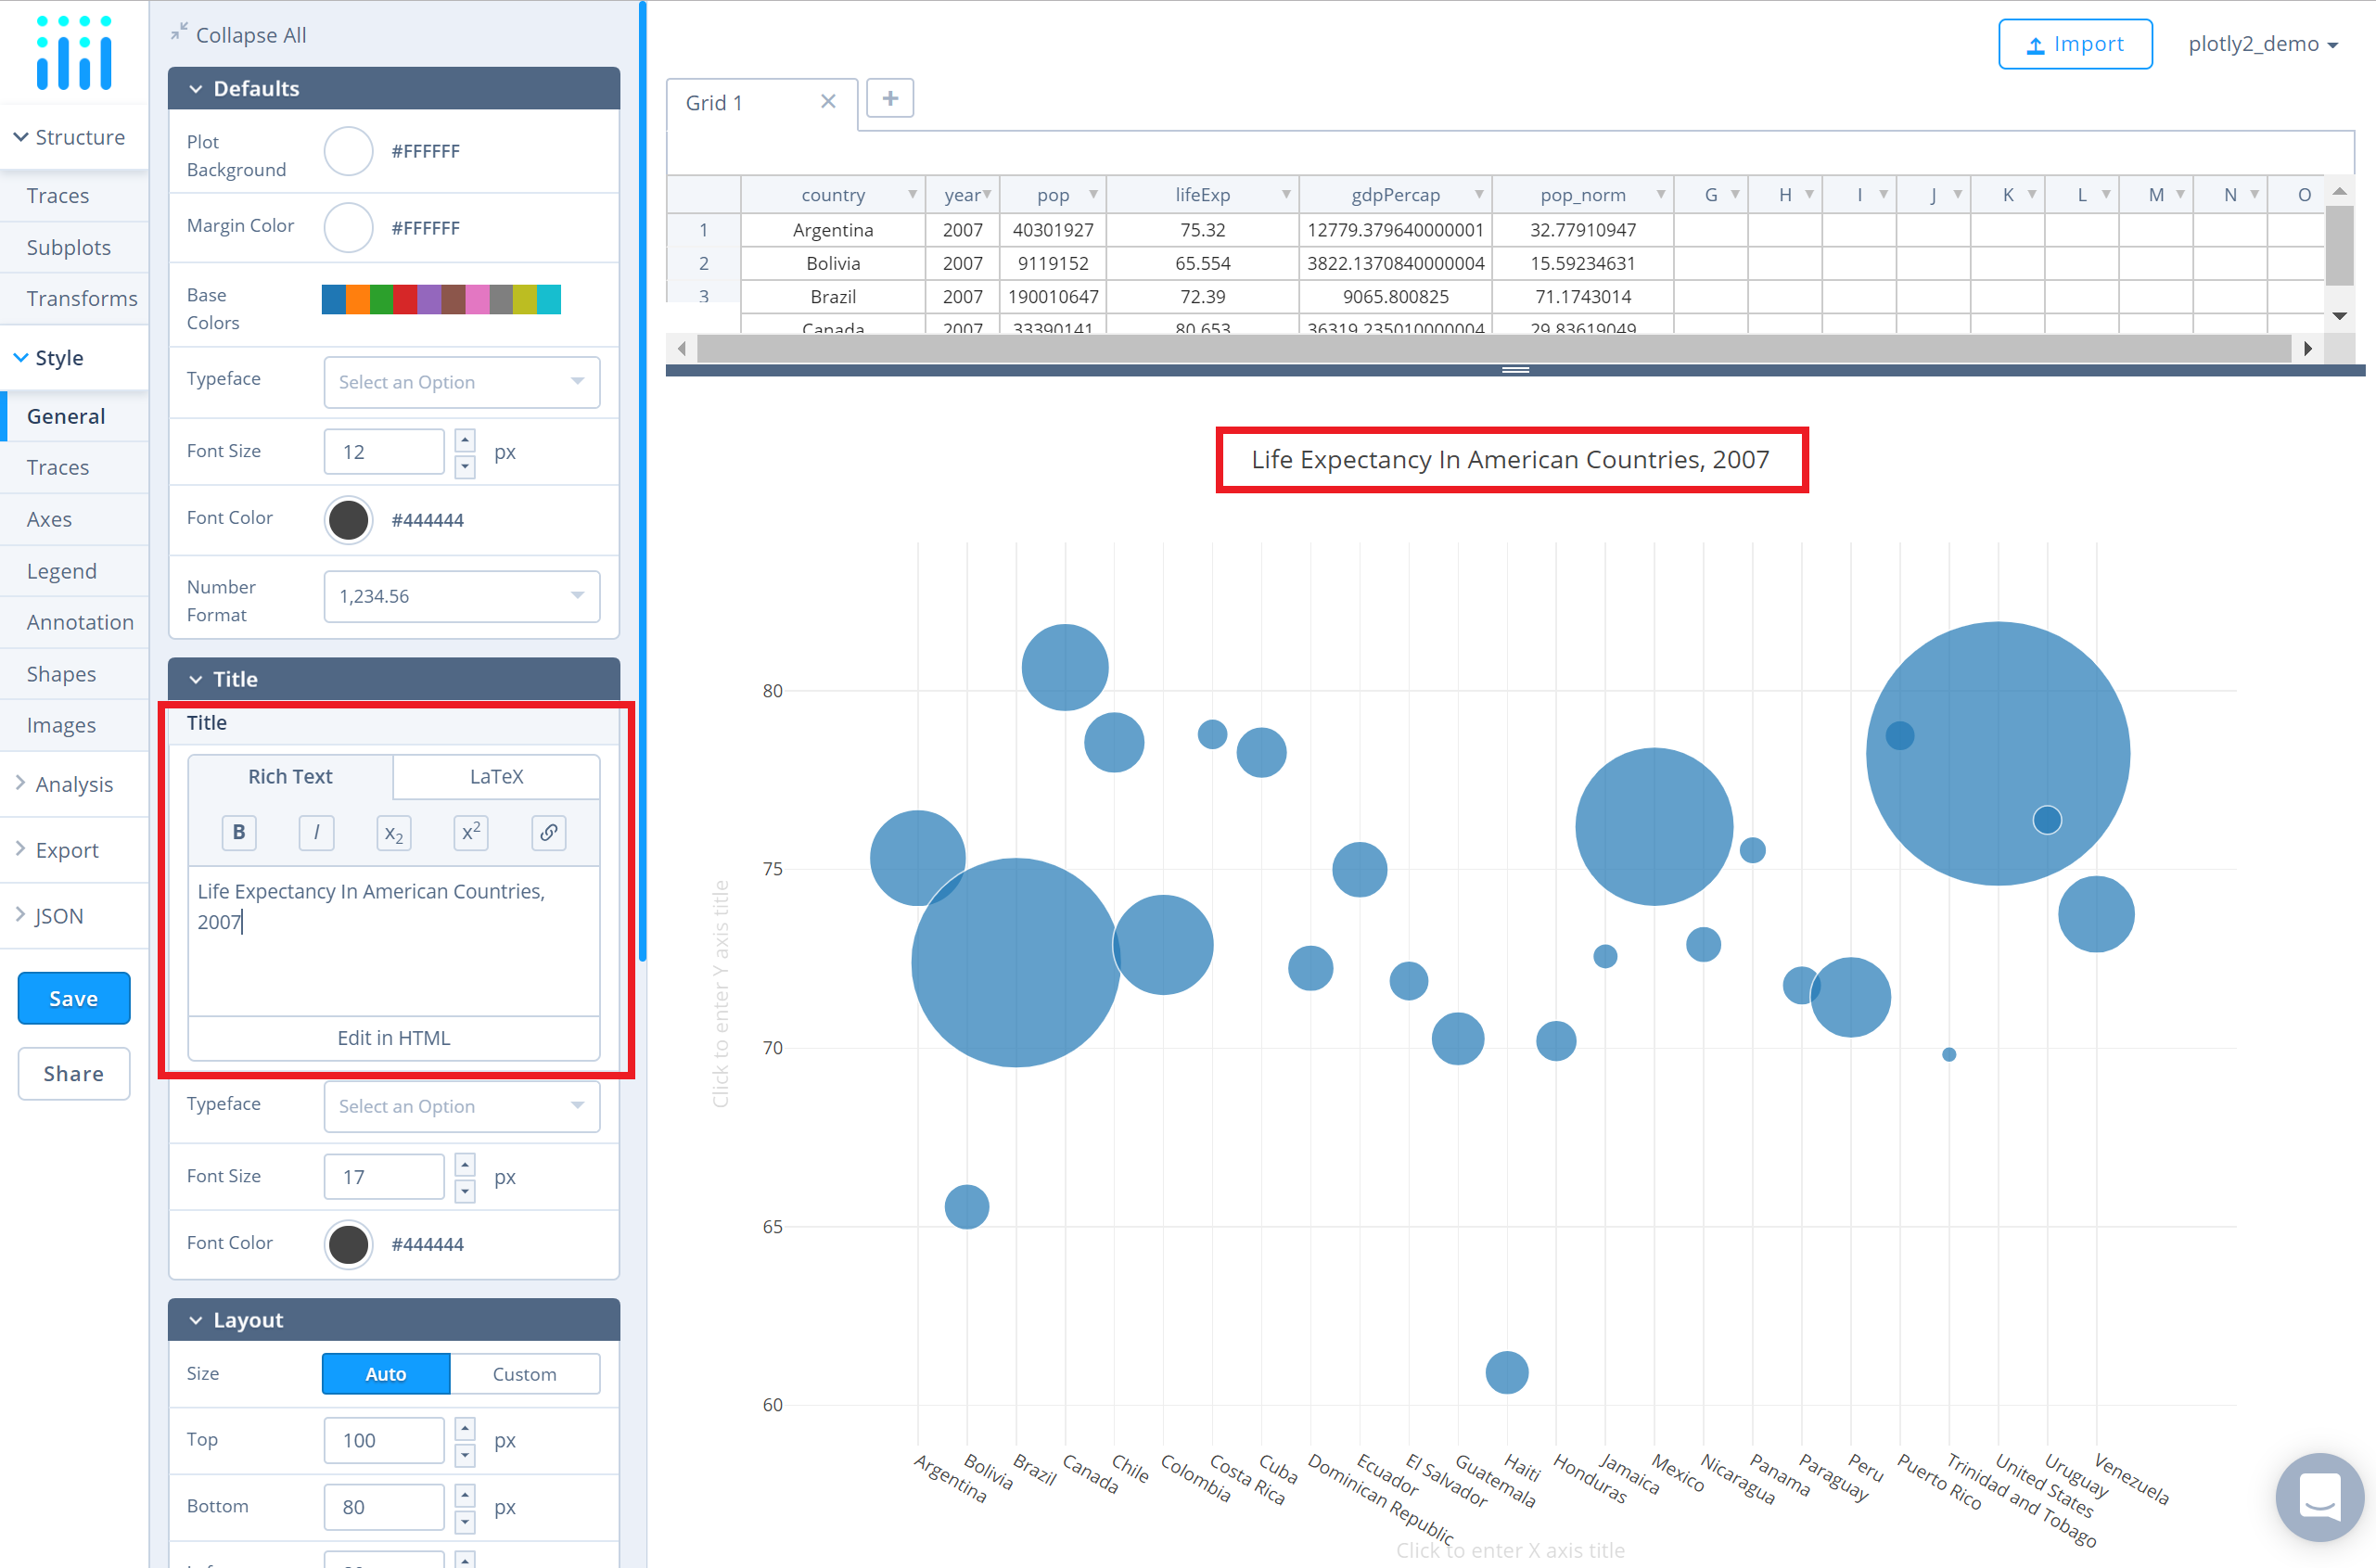 Collapse All
Import
plotly2_demo
Structure
Traces
Subplots
Transforms
Style
General
Traces
Axes
Legend
Annotation
Shapes
Images
Analysis
Export
JSON
Save
Share
Defaults
Plot
Background
#FFFFFF
Margin Color
#FFFFFF
Base
Colors
Typeface
Select an Option
Font Size
12
px
Font Color
#444444
Number
Format
1,234.56
Title
Title
Rich Text
LaTeX
B
I
x2
x2
Life Expectancy In American Countries,
2007
Edit in HTML
Typeface
Select an Option
Font Size
17
px
Font Color
#444444
Layout
Size
Auto
Custom
Top
100
px
Bottom
80
px
Grid 1
country year pop lifeExp gdpPercap pop_norm G H I J K L M N O
1 Argentina 2007 40301927 75.32 12779.379640000001 32.77910947
2 Bolivia 2007 9119152 65.554 3822.1370840000004 15.59234631
3 Brazil 2007 190010647 72.39 9065.800825 71.1743014
Canada 2007 33390141 80.653 36319.235010000004 29.83619049
Life Expectancy In American Countries, 2007
Click to enter Y axis title
80
75
70
65
60
Argentina
Bolivia
Brazil
Canada
Chile
Colombia
Costa Rica
Cuba
Dominican Republic
Ecuador
El Salvador
Guatemala
Haiti
Honduras
Jamaica
Mexico
Nicaragua
Panama
Paraguay
Peru
Puerto Rico
Trinidad and Tobago
United States
Uruguay
Venezuela
Click to enter X axis title